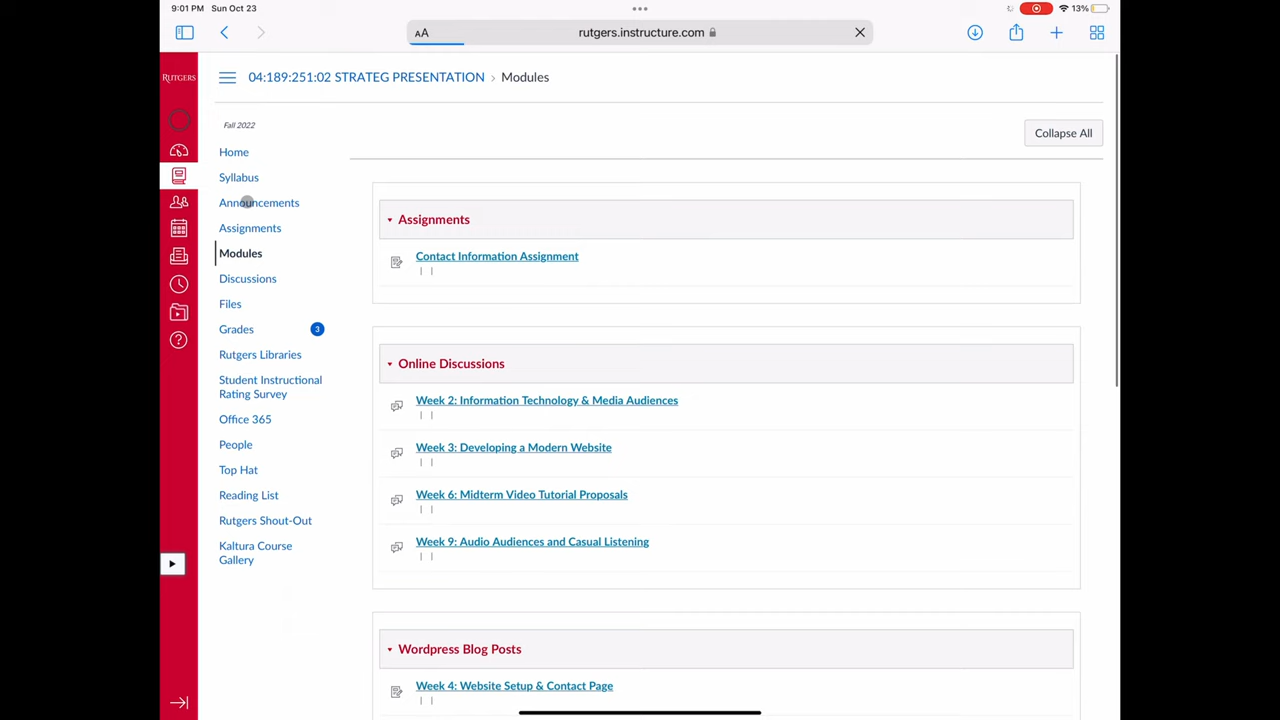 9:01 PM Sun Oct 23
13%
AA
rutgers.instructure.com
RUTGERS
04:189:251:02 STRATEG PRESENTATION › Modules
Fall 2022
Collapse All
Home
Syllabus
Announcements
Assignments
Modules
Discussions
Files
Grades
3
Rutgers Libraries
Student Instructional
Rating Survey
Office 365
People
Top Hat
Reading List
Rutgers Shout-Out
Kaltura Course
Gallery
Assignments
Contact Information Assignment
| |
Online Discussions
Week 2: Information Technology & Media Audiences
| |
Week 3: Developing a Modern Website
| |
Week 6: Midterm Video Tutorial Proposals
| |
Week 9: Audio Audiences and Casual Listening
| |
Wordpress Blog Posts
Week 4: Website Setup & Contact Page
| |